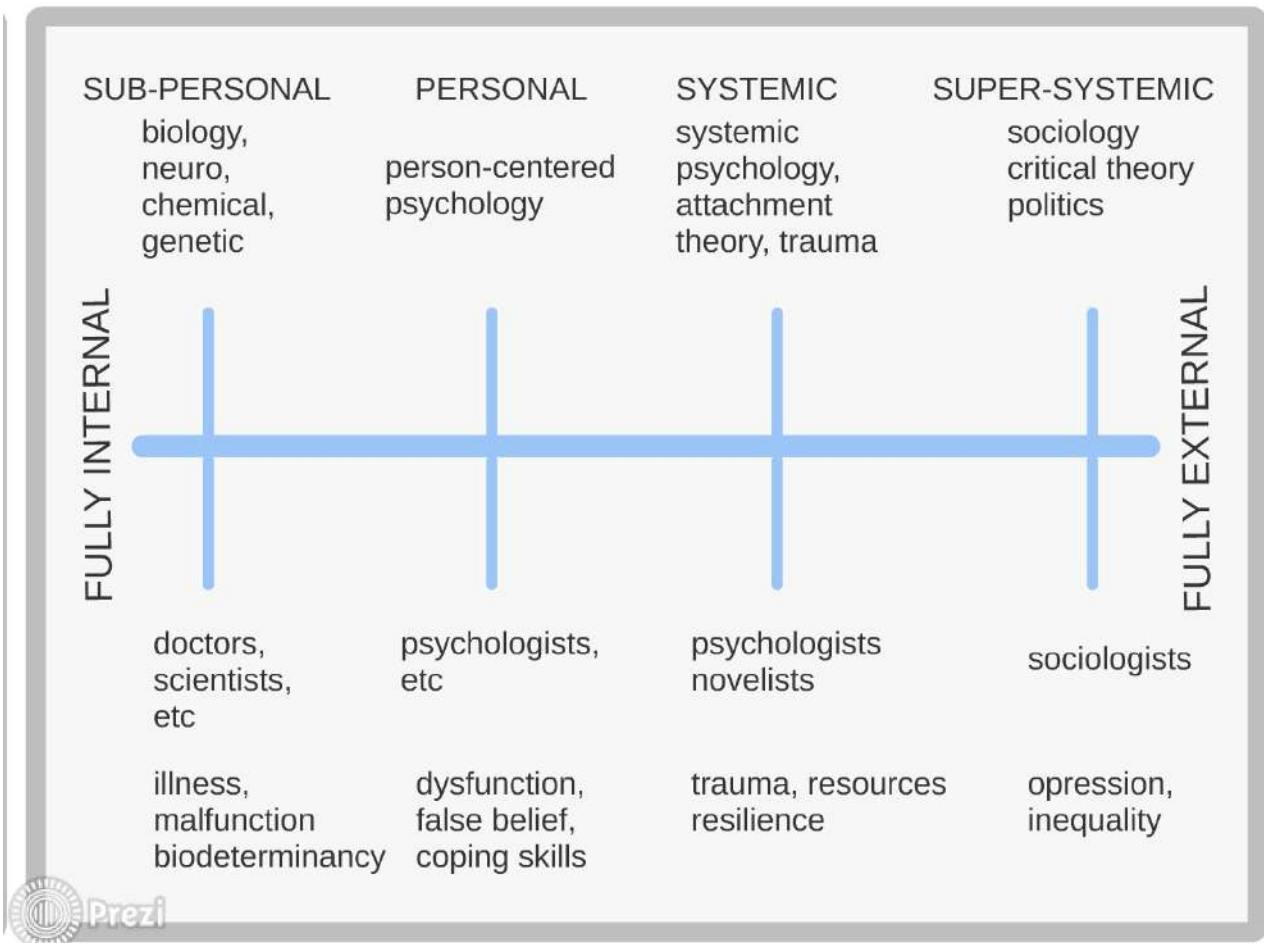 SUB-PERSONAL
biology,
neuro,
chemical,
genetic
PERSONAL
person-centered
psychology
SYSTEMIC
systemic
psychology,
attachment
theory, trauma
SUPER-SYSTEMIC
sociology
critical theory
politics
FULLY INTERNAL
FULLY EXTERNAL
doctors,
scientists,
etc
psychologists,
etc
psychologists
novelists
sociologists
illness,
malfunction
biodeterminancy
dysfunction,
false belief,
coping skills
trauma, resources
resilience
opression,
inequality
Prezi